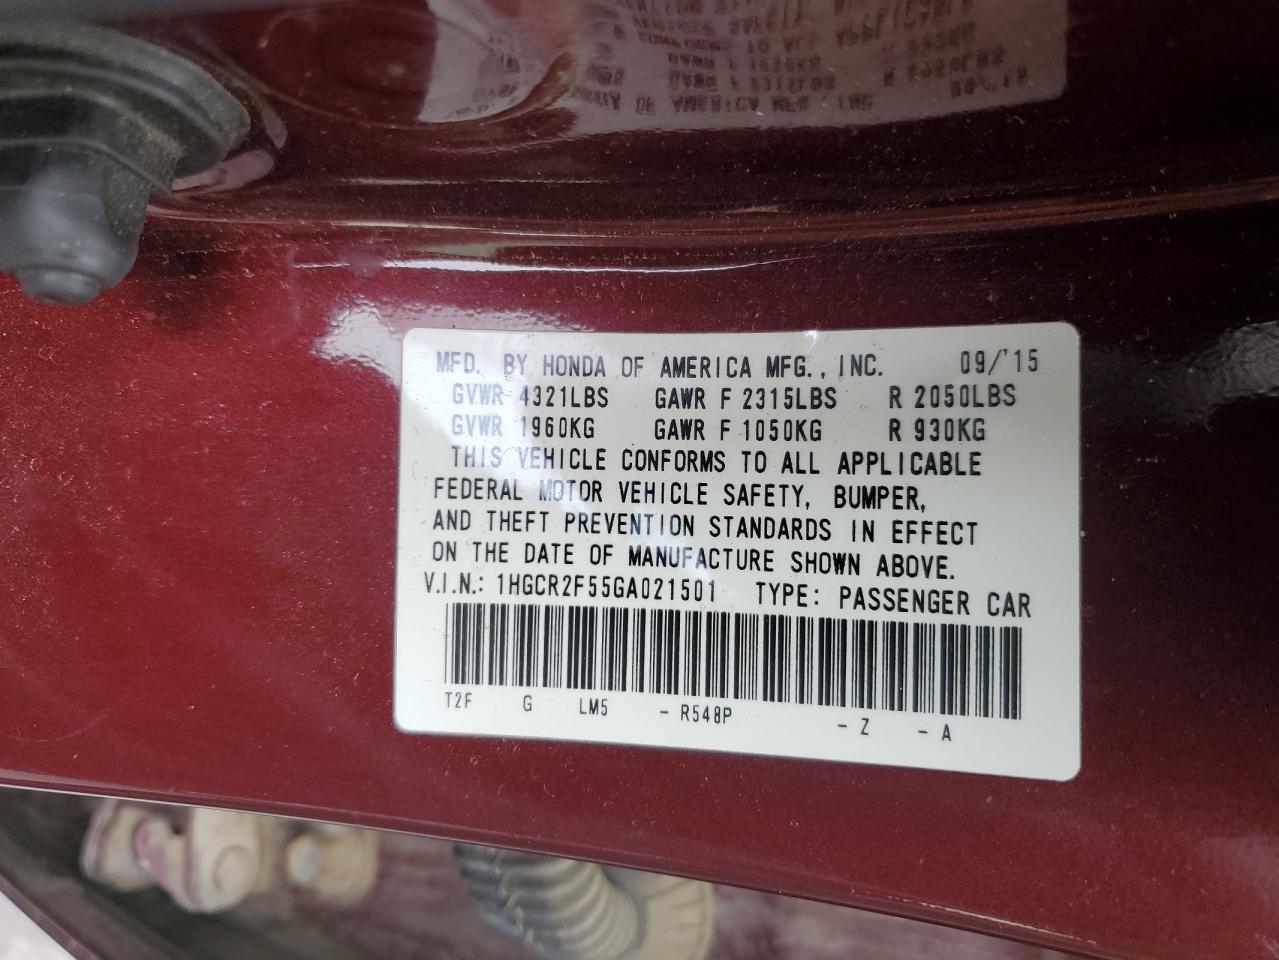 MFD. BY HONDA OF AMERICA MFG., INC. 09/'15
GVWR 4321LBS GAWR F 2315LBS R 2050LBS
GVWR 1960KG GAWR F 1050KG R 930KG
THIS VEHICLE CONFORMS TO ALL APPLICABLE
FEDERAL MOTOR VEHICLE SAFETY, BUMPER,
AND THEFT PREVENTION STANDARDS IN EFFECT
ON THE DATE OF MANUFACTURE SHOWN ABOVE.
V.I.N.: 1HGCR2F55GA021501 TYPE: PASSENGER CAR
T2F G LM5 - R548P - Z - A